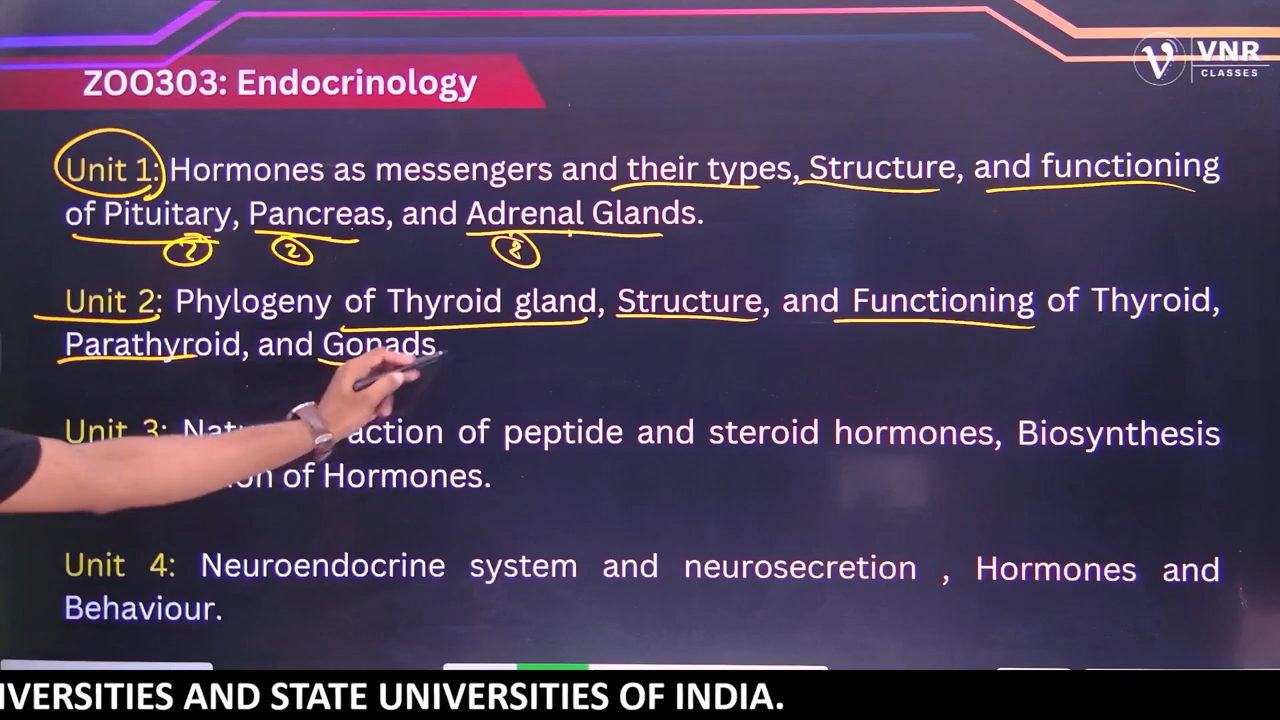 VNR
CLASSES
ZOO303: Endocrinology
Unit 1: Hormones as messengers and their types, Structure, and functioning
of Pituitary, Pancreas, and Adrenal Glands.
2
Unit 2: Phylogeny of Thyroid gland, Structure, and Functioning of Thyroid,
Parathyroid, and Gonads.
Unit 3: action of peptide and steroid hormones, Biosynthesis
of Hormones.
Unit 4: Neuroendocrine system and neurosecretion , Hormones and
Behaviour.
IVERSITIES AND STATE UNIVERSITIES OF INDIA.